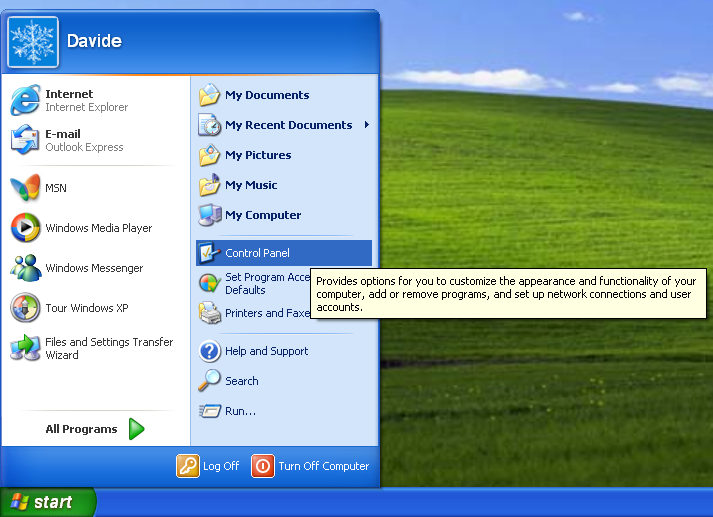 Davide
Internet
Internet Explorer
E-mail
Outlook Express
MSN
Windows Media Player
Windows Messenger
Tour Windows XP
Files and Settings Transfer
Wizard
All Programs
My Documents
My Recent Documents
My Pictures
My Music
My Computer
Control Panel
Set Program Acce
Defaults
Printers and Faxe
Provides options for you to customize the appearance and functionality of your
computer, add or remove programs, and set up network connections and user
accounts.
Help and Support
Search
Run...
Log Off
Turn Off Computer
start